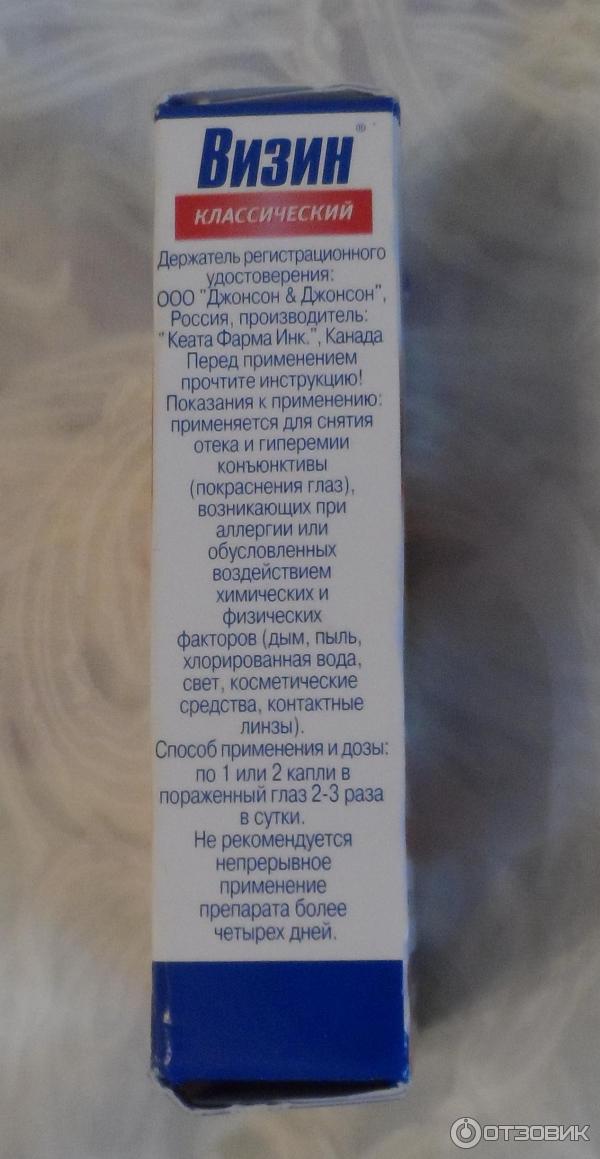 Визин®
КЛАССИЧЕСКИЙ
Держатель регистрационного
удостоверения:
ООО "Джонсон & Джонсон",
Россия, производитель:
"Кеата Фарма Инк.", Канада
Перед применением
прочтите инструкцию!
Показания к применению:
применяется для снятия
отека и гиперемии
конъюнктивы
(покраснения глаз),
возникающих при
аллергии или
обусловленных
воздействием
химических и
физических
факторов (дым, пыль,
хлорированная вода,
свет, косметические
средства, контактные
линзы).
Способ применения и дозы:
по 1 или 2 капли в
пораженный глаз 2-3 раза
в сутки.
Не рекомендуется
непрерывное
применение
препарата более
четырех дней.
ОТЗОВИК